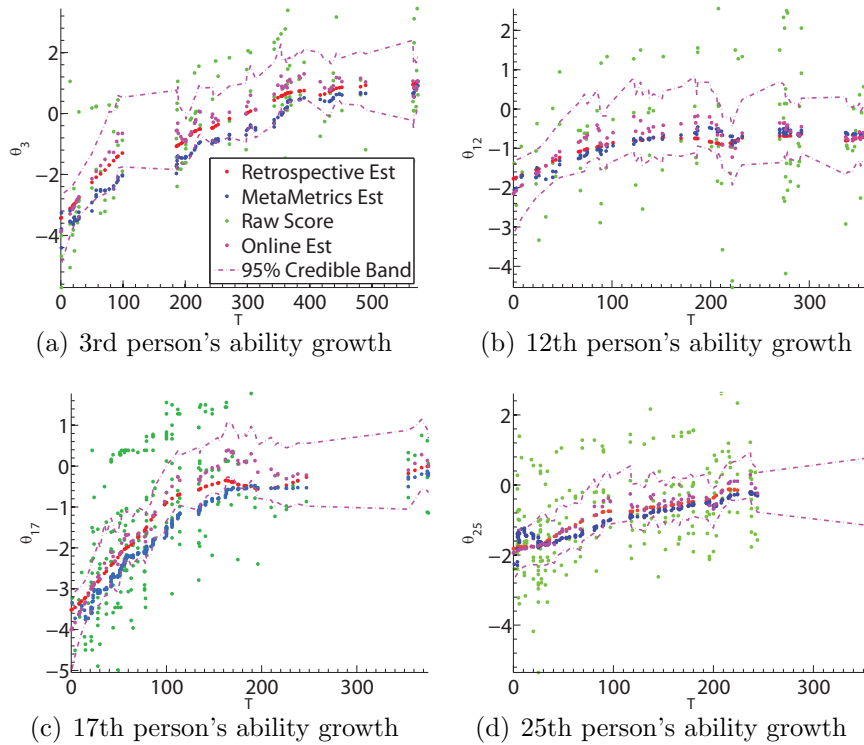 2
0
−2
−4
θ3
0 100 200 300 400 500
T
Retrospective Est
MetaMetrics Est
Raw Score
Online Est
95% Credible Band
(a) 3rd person's ability growth
2
1
0
−1
−2
−3
−4
θ12
0 100 200 300
T
(b) 12th person's ability growth
1
0
−1
−2
−3
−4
−5
θ17
0 100 200 300
T
(c) 17th person's ability growth
2
0
−2
−4
θ25
0 100 200 300
T
(d) 25th person's ability growth